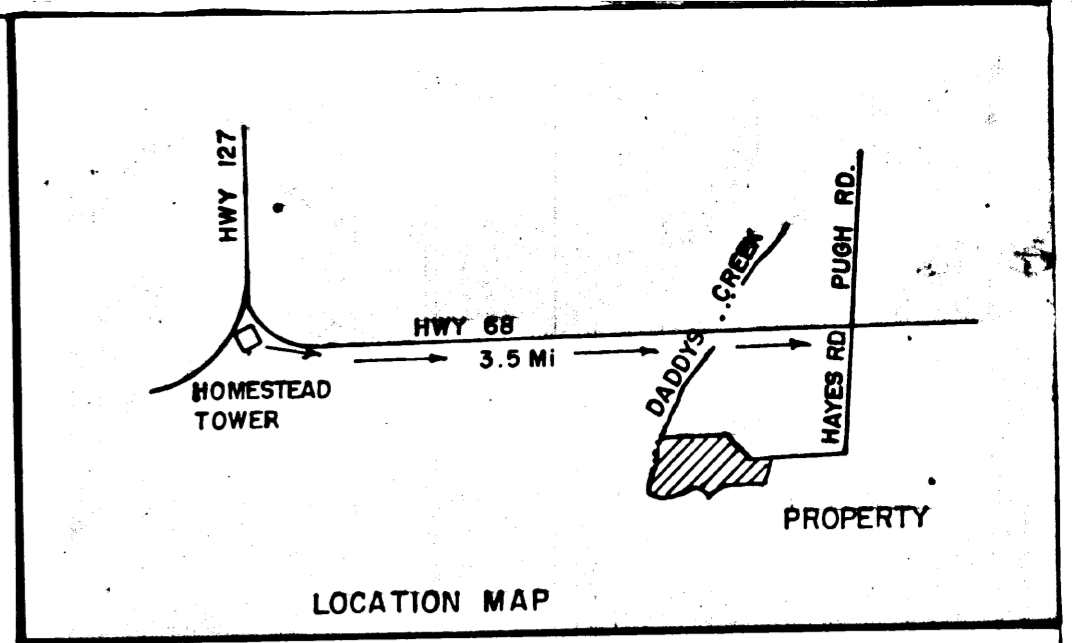 HWY 127
HWY 68
3.5 Mi
HOMESTEAD
TOWER
DADDYS CREEK
PUGH RD.
HAYES RD
PROPERTY
LOCATION MAP